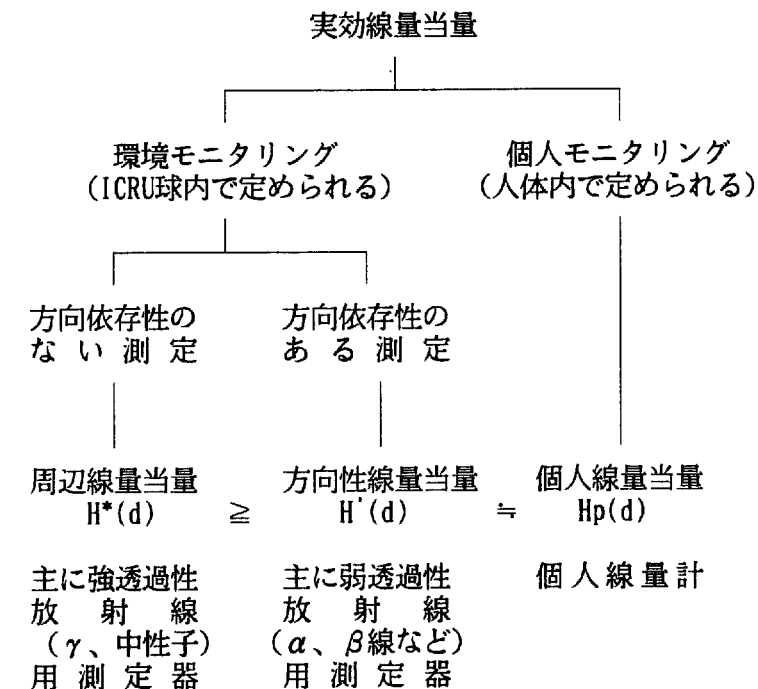 実効線量当量
環境モニタリング
（ICRU球内で定められる）
個人モニタリング
（人体内で定められる）
方向依存性の
ない測定
方向依存性の
ある測定
周辺線量当量
H*(d)
≧
方向性線量当量
H'(d)
≒
個人線量当量
Hp(d)
主に強透過性
放射線
（γ、中性子）
用測定器
主に弱透過性
放射線
（α、β線など）
用測定器
個人線量計